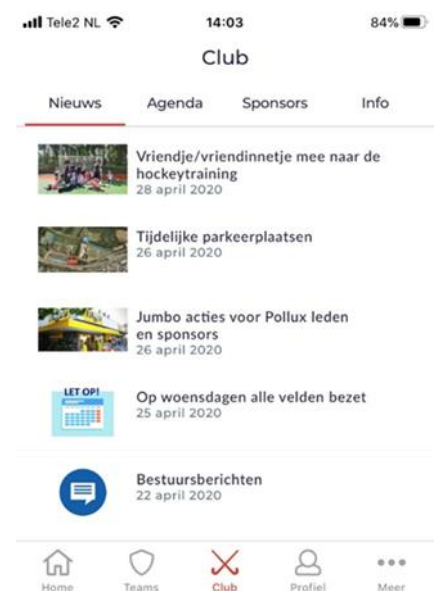 Tele2 NL 14:03 84%
Club
Nieuws Agenda Sponsors Info
Vriendje/vriendinnetje mee naar de
hockeytraining
28 april 2020
Tijdelijke parkeerplaatsen
26 april 2020
Jumbo acties voor Pollux leden
en sponsors
26 april 2020
LET OP!
Op woensdagen alle velden bezet
25 april 2020
Bestuursberichten
22 april 2020
Home Teams Club Profiel Meer